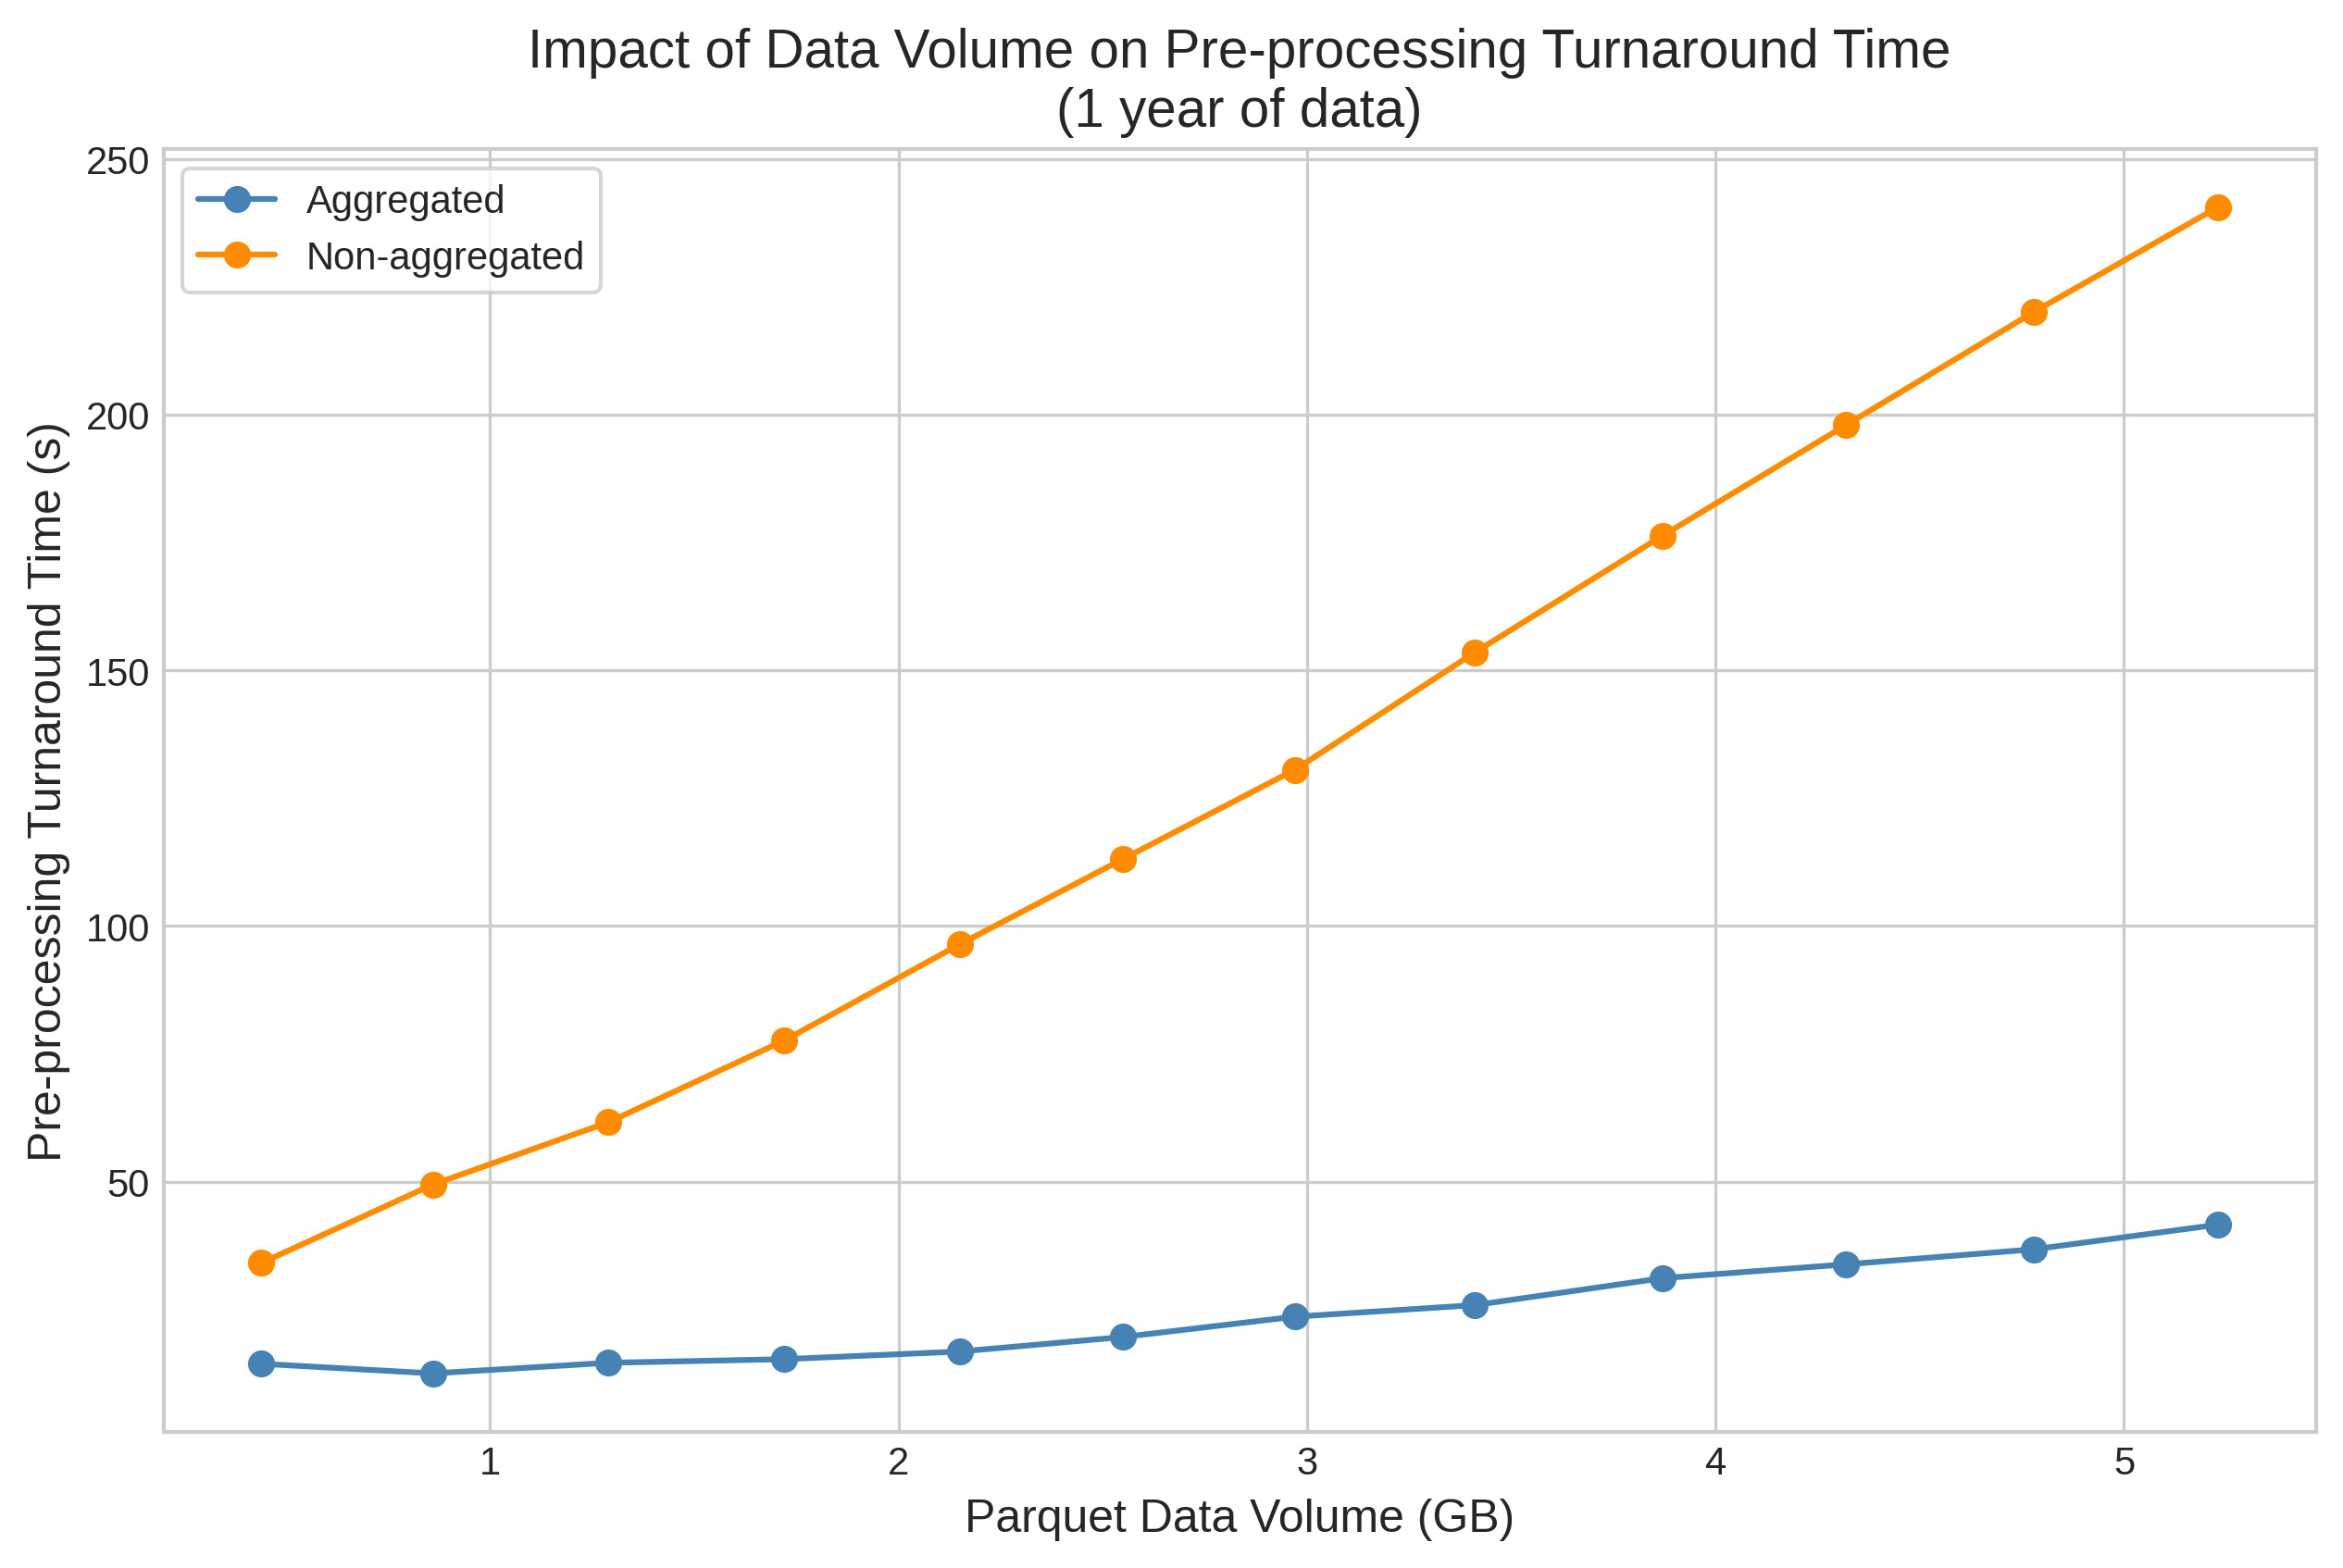 Impact of Data Volume on Pre-processing Turnaround Time
(1 year of data)
250
200
150
100
50
Aggregated
Non-aggregated
Pre-processing Turnaround Time (s)
1
2
3
4
5
Parquet Data Volume (GB)